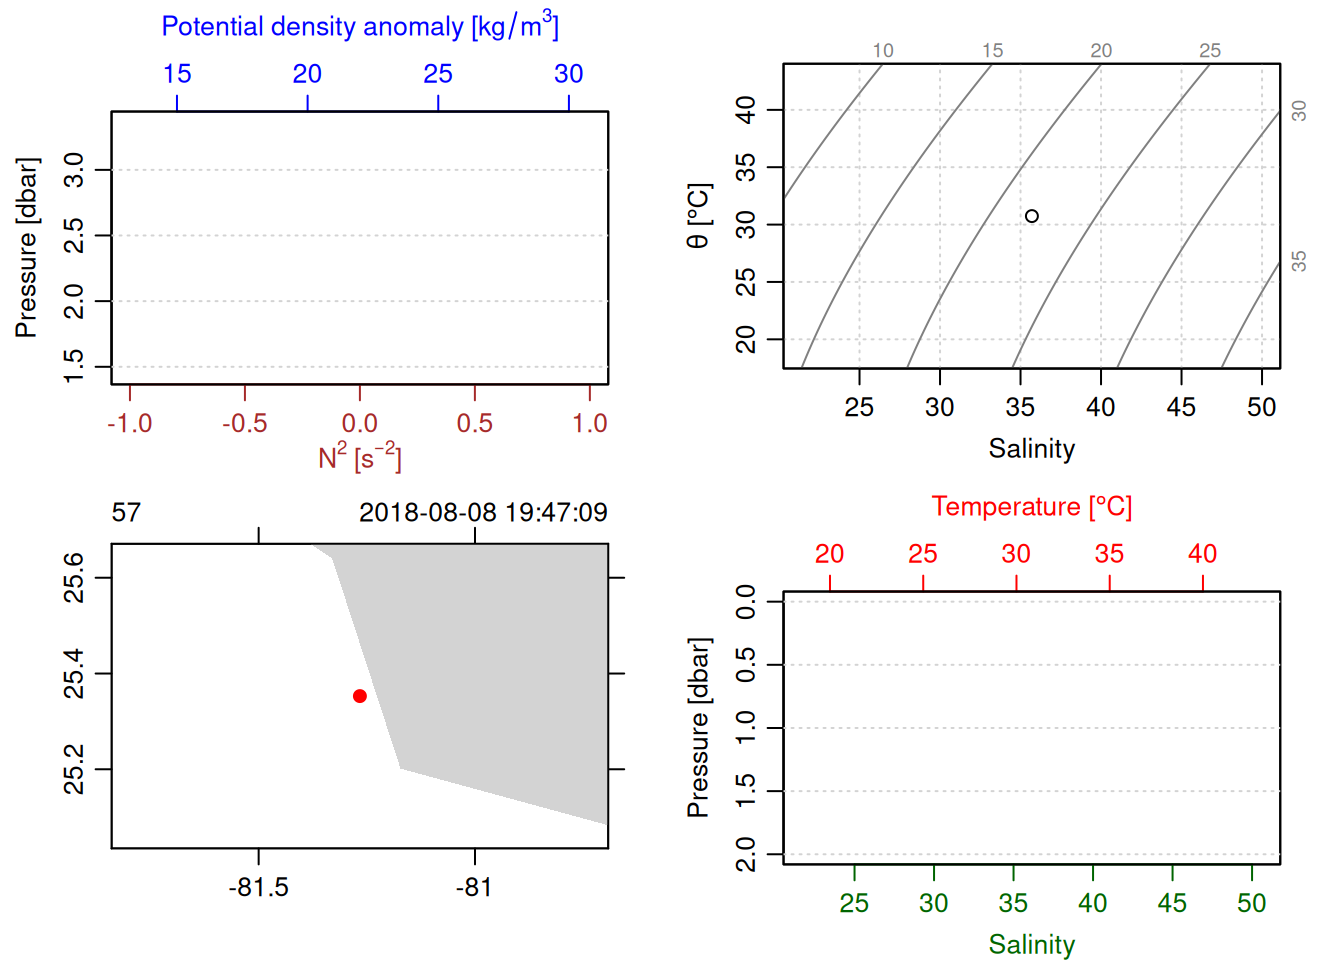 Potential density anomaly [kg/m³]
15 20 25 30
Pressure [dbar]
3.0
2.5
2.0
1.5
-1.0 -0.5 0.0 0.5 1.0
N² [s⁻²]
10 15 20 25
30
35
θ [°C]
40
35
30
25
20
25 30 35 40 45 50
Salinity
57 2018-08-08 19:47:09
25.6
25.4
25.2
-81.5 -81
Temperature [°C]
20 25 30 35 40
Pressure [dbar]
0.0
0.5
1.0
1.5
2.0
25 30 35 40 45 50
Salinity